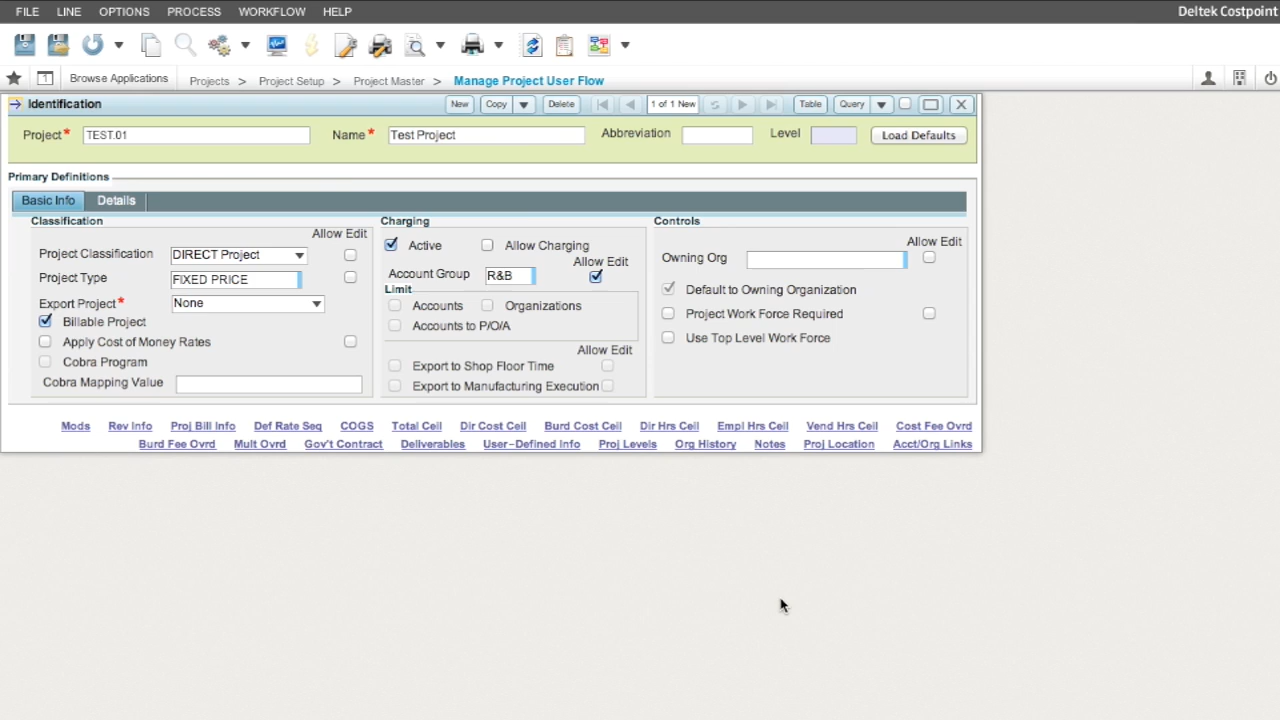 FILE LINE OPTIONS PROCESS WORKFLOW HELP Deltek Costpoint
1 Browse Applications Projects > Project Setup > Project Master > Manage Project User Flow
Identification New Copy Delete 1 of 1 New Table Query
Project* TEST.01 Name* Test Project Abbreviation Level Load Defaults
Primary Definitions
Basic Info Details
Classification Charging Controls
Allow Edit Active Allow Charging Allow Edit
Project Classification DIRECT Project Allow Edit Owning Org
Project Type FIXED PRICE Account Group R&B
Limit Default to Owning Organization
Export Project* None Accounts Organizations Project Work Force Required
Billable Project Accounts to P/O/A
Apply Cost of Money Rates Allow Edit Use Top Level Work Force
Cobra Program Export to Shop Floor Time
Cobra Mapping Value Export to Manufacturing Execution
Mods Rev Info Proj Bill Info Def Rate Seq COGS Total Ceil Dir Cost Ceil Burd Cost Ceil Dir Hrs Ceil Empl Hrs Ceil Vend Hrs Ceil Cost Fee Ovrd
Burd Fee Ovrd Mult Ovrd Gov't Contract Deliverables User-Defined Info Proj Levels Org History Notes Proj Location Acct/Org Links